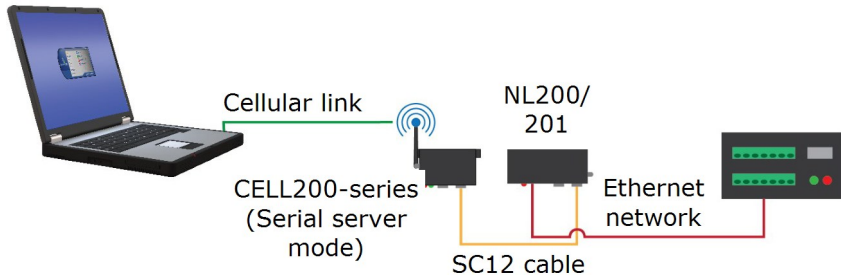 Cellular link
NL200/
201
CELL200-series
(Serial server
mode)
Ethernet
network
SC12 cable